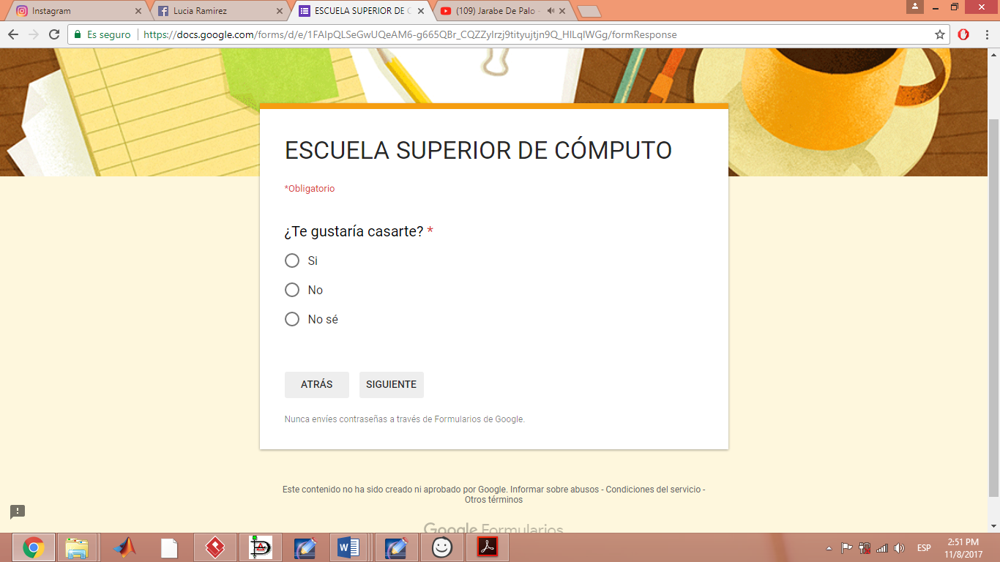 Instagram
Lucia Ramirez
ESCUELA SUPERIOR DE C
(109) Jarabe De Palo -
Es seguro
https://docs.google.com/forms/d/e/1FAIpQLSeGwUQeAM6-g665QBr_CQZZyIrzj9tityujtjn9Q_HILqlWGg/formResponse
ESCUELA SUPERIOR DE CÓMPUTO
*Obligatorio
¿Te gustaría casarte? *
Si
No
No sé
ATRÁS
SIGUIENTE
Nunca envíes contraseñas a través de Formularios de Google.
Este contenido no ha sido creado ni aprobado por Google. Informar sobre abusos - Condiciones del servicio -
Otros términos
Google Formularios
ESP
2:51 PM
11/8/2017